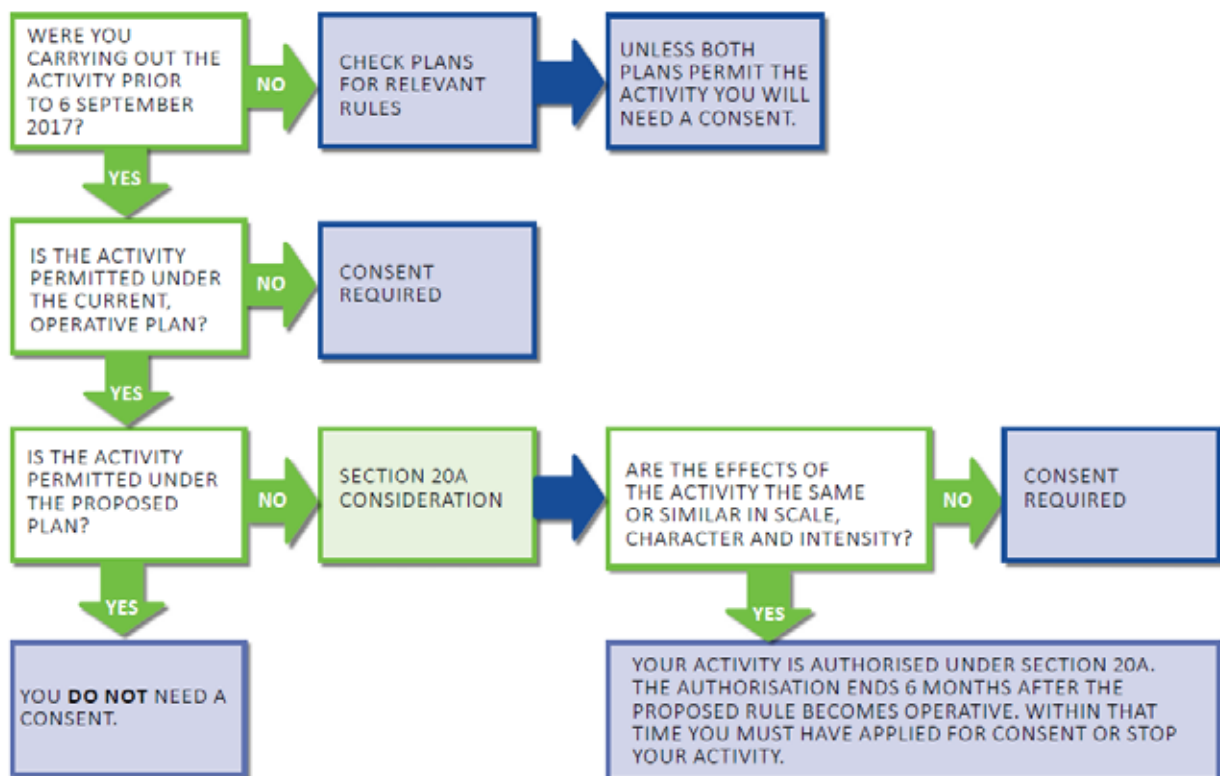 WERE YOU
CARRYING OUT THE
ACTIVITY PRIOR
TO 6 SEPTEMBER
2017?
NO
CHECK PLANS
FOR RELEVANT
RULES
UNLESS BOTH
PLANS PERMIT THE
ACTIVITY YOU WILL
NEED A CONSENT.
YES
IS THE ACTIVITY
PERMITTED UNDER
THE CURRENT,
OPERATIVE PLAN?
NO
CONSENT
REQUIRED
YES
IS THE ACTIVITY
PERMITTED UNDER
THE PROPOSED
PLAN?
NO
SECTION 20A
CONSIDERATION
ARE THE EFFECTS OF
THE ACTIVITY THE SAME
OR SIMILAR IN SCALE,
CHARACTER AND INTENSITY?
NO
CONSENT
REQUIRED
YES
YES
YOU DO NOT NEED A
CONSENT.
YOUR ACTIVITY IS AUTHORISED UNDER SECTION 20A.
THE AUTHORISATION ENDS 6 MONTHS AFTER THE
PROPOSED RULE BECOMES OPERATIVE. WITHIN THAT
TIME YOU MUST HAVE APPLIED FOR CONSENT OR STOP
YOUR ACTIVITY.